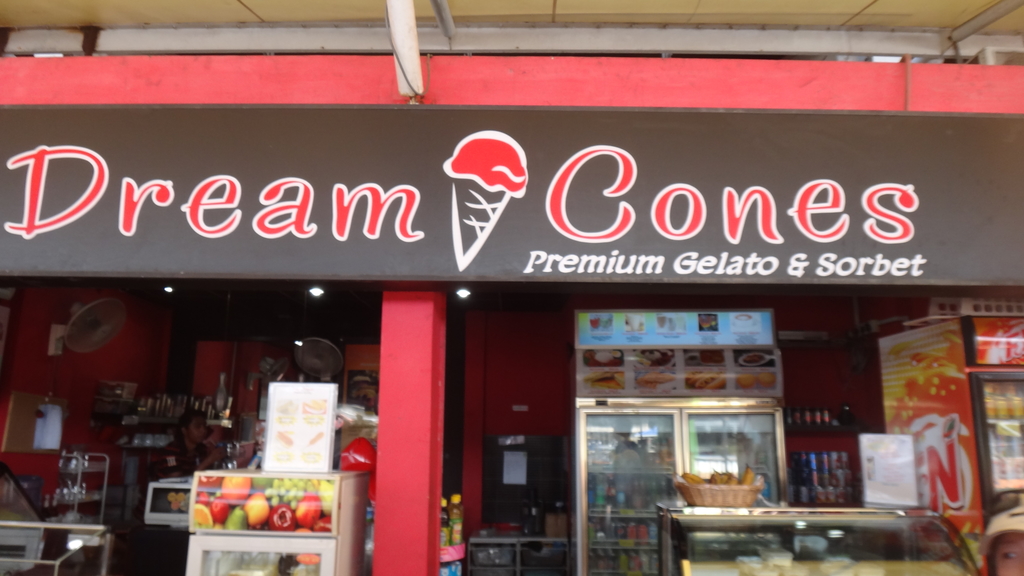 Dream Cones
Premium Gelato & Sorbet